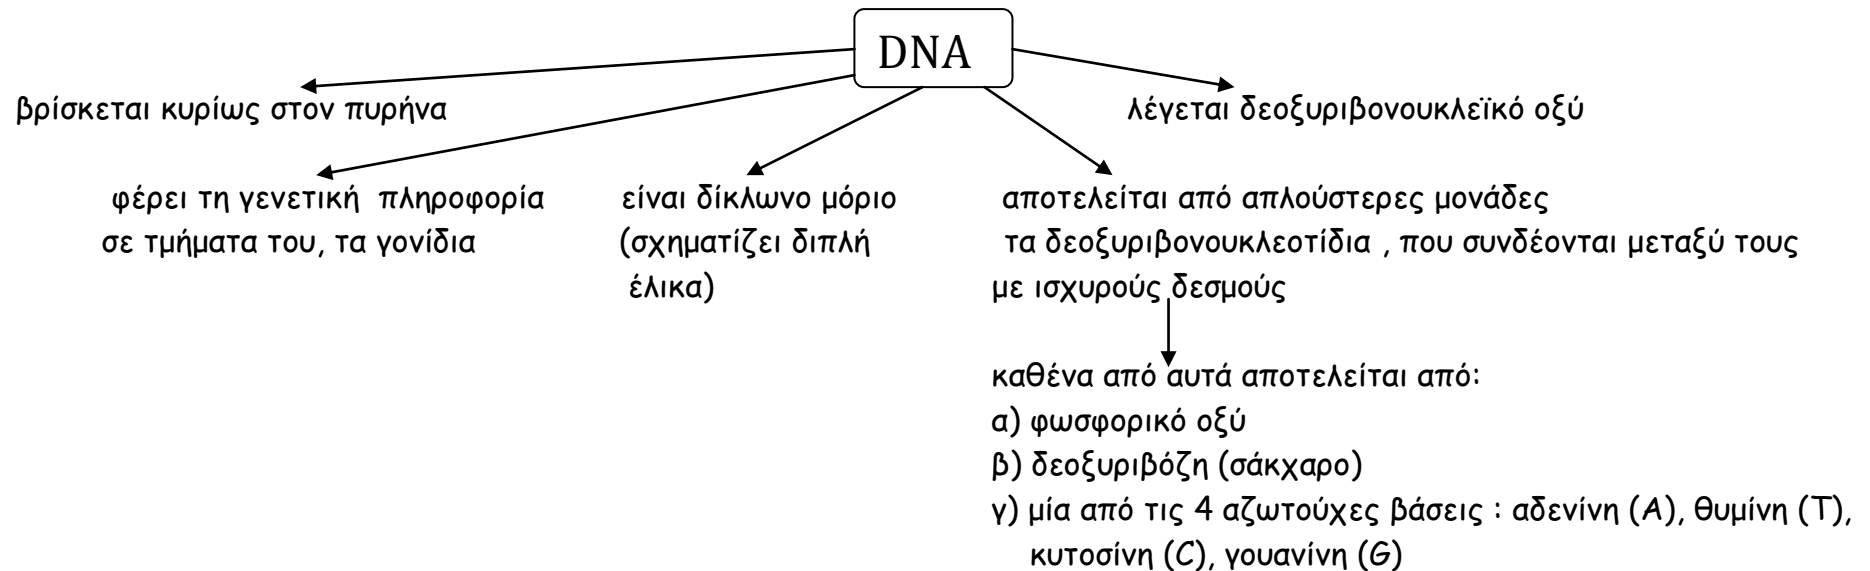 DNA
βρίσκεται κυρίως στον πυρήνα
λέγεται δεοξυριβονουκλεϊκό οξύ
φέρει τη γενετική πληροφορία
σε τμήματα του, τα γονίδια
είναι δίκλωνο μόριο
(σχηματίζει διπλή
έλικα)
αποτελείται από απλούστερες μονάδες
τα δεοξυριβονουκλεοτίδια , που συνδέονται μεταξύ τους
με ισχυρούς δεσμούς
καθένα από αυτά αποτελείται από:
α) φωσφορικό οξύ
β) δεοξυριβόζη (σάκχαρο)
γ) μία από τις 4 αζωτούχες βάσεις : αδενίνη (Α), θυμίνη (Τ),
κυτοσίνη (C), γουανίνη (G)